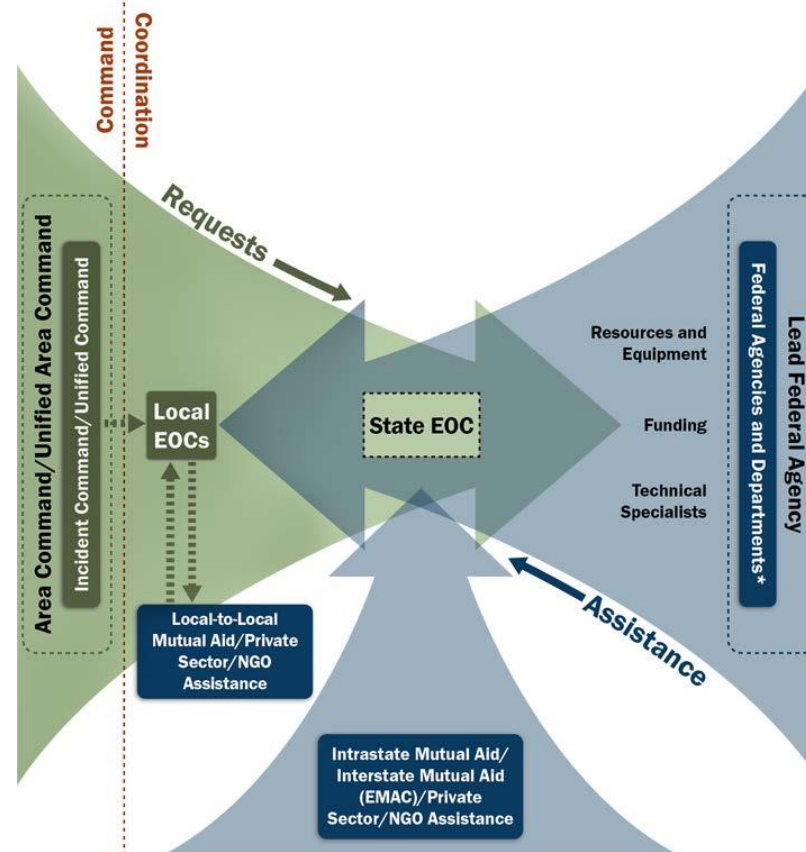 Command
Coordination
Requests
Area Command/Unified Area Command
Incident Command/Unified Command
Local
EOCs
State EOC
Resources and
Equipment
Funding
Technical
Specialists
Federal Agencies and Departments*
Lead Federal Agency
Assistance
Local-to-Local
Mutual Aid/Private
Sector/NGO
Assistance
Intrastate Mutual Aid/
Interstate Mutual Aid
(EMAC)/Private
Sector/NGO Assistance